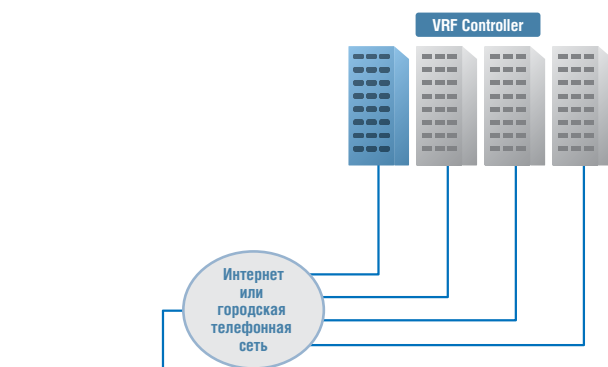 VRF Controller
Интернет
или
городская
телефонная
сеть